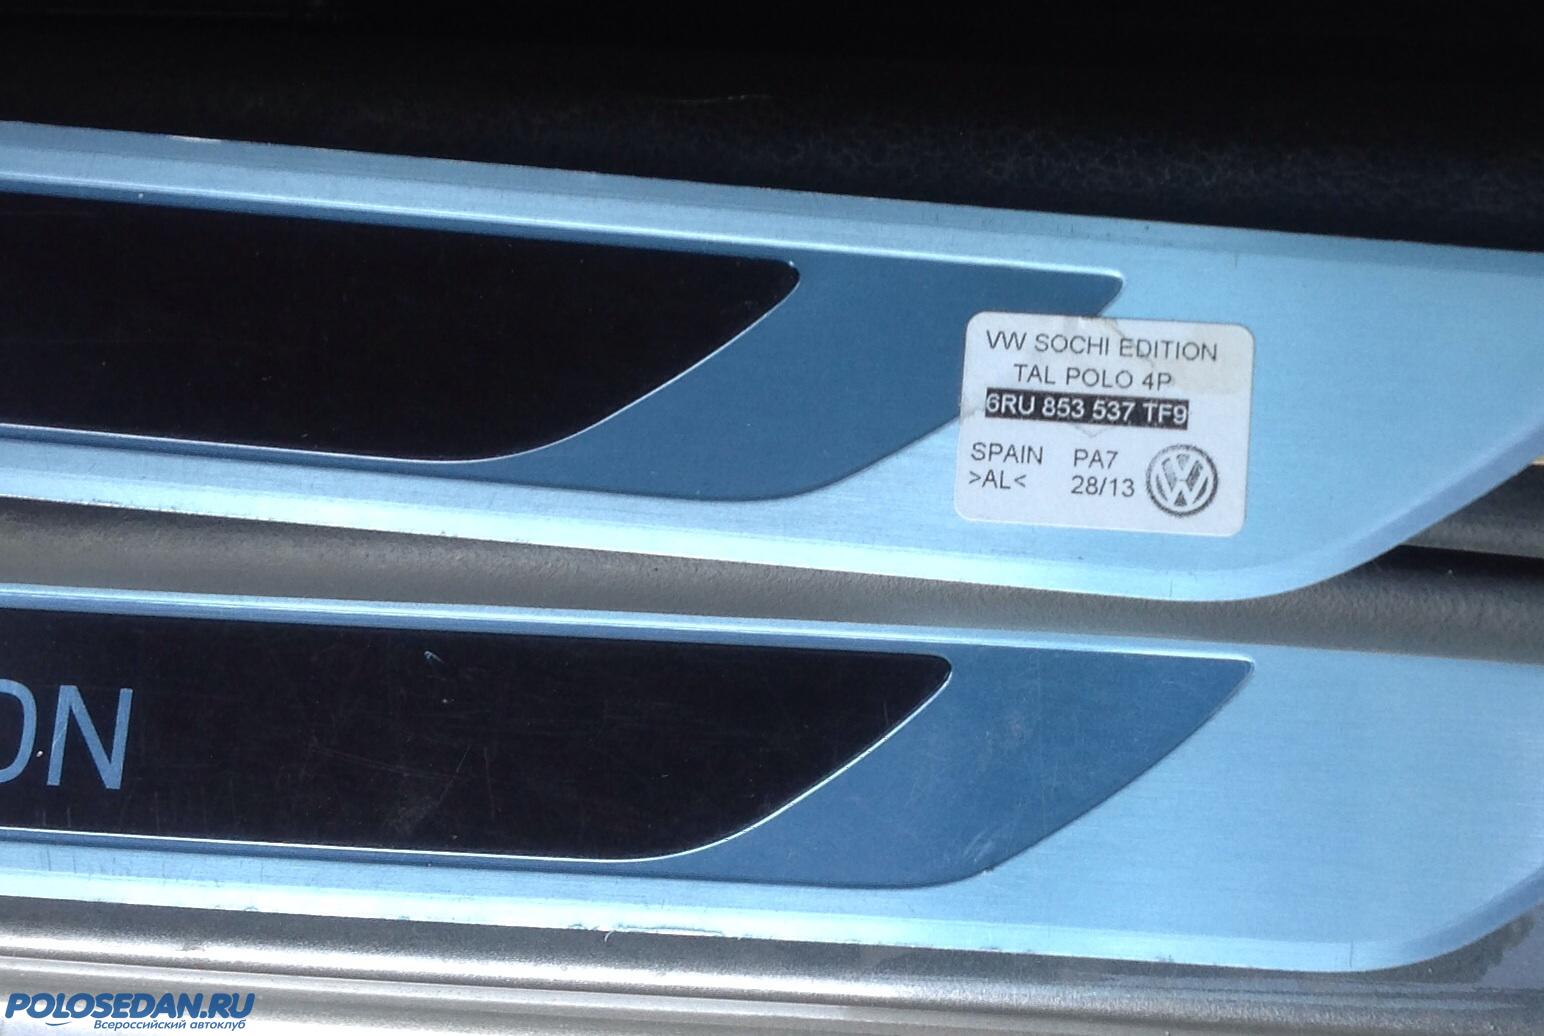 VW SOCHI EDITION
TAL POLO 4P
6RU 853 537 TF9
SPAIN PA7
>AL< 28/13
ON
POLOSEDAN.RU
Всероссийский автоклуб